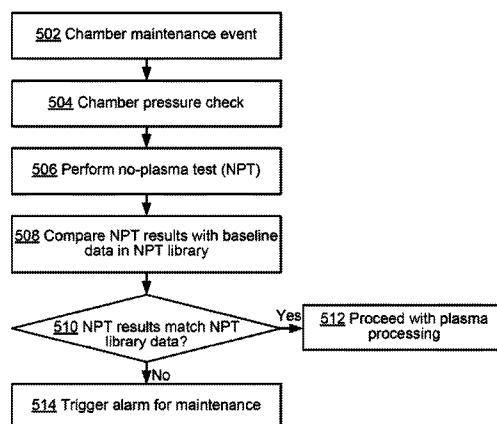 502 Chamber maintenance event
504 Chamber pressure check
506 Perform no-plasma test (NPT)
508 Compare NPT results with baseline
data in NPT library
510 NPT results match NPT
library data?
Yes
512 Proceed with plasma
processing
No
514 Trigger alarm for maintenance